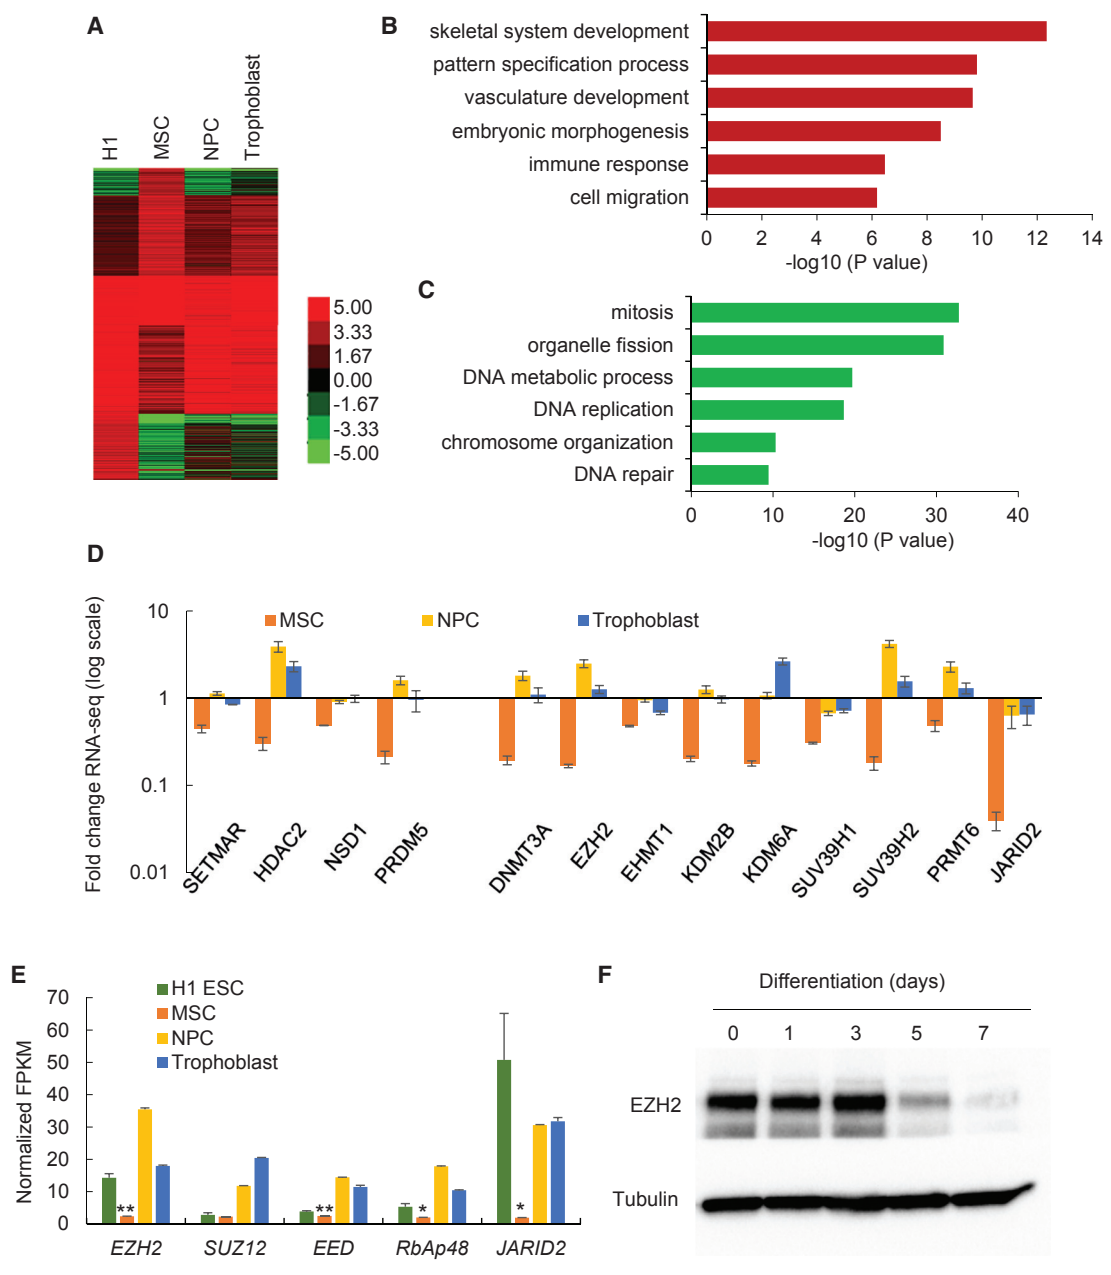 A
H1
MSC
NPC
Trophoblast
5.00
3.33
1.67
0.00
-1.67
-3.33
-5.00
B
skeletal system development
pattern specification process
vasculature development
embryonic morphogenesis
immune response
cell migration
0 2 4 6 8 10 12 14
-log10 (P value)
C
mitosis
organelle fission
DNA metabolic process
DNA replication
chromosome organization
DNA repair
0 10 20 30 40
-log10 (P value)
D
Fold change RNA-seq (log scale)
10
1
0.1
0.01
MSC NPC Trophoblast
SETMAR
HDAC2
NSD1
PRDM5
DNMT3A
EZH2
EHMT1
KDM2B
KDM6A
SUV39H1
SUV39H2
PRMT6
JARID2
E
Normalized FPKM
70
60
50
40
30
20
10
0
H1 ESC
MSC
NPC
Trophoblast
** ** * *
EZH2 SUZ12 EED RbAp48 JARID2
F
Differentiation (days)
0 1 3 5 7
EZH2
Tubulin